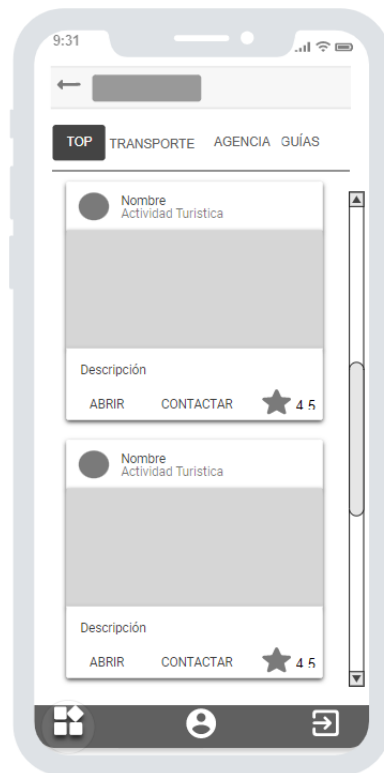 9:31
TOP TRANSPORTE AGENCIA GUÍAS
Nombre
Actividad Turistica
Descripción
ABRIR CONTACTAR 4.5
Nombre
Actividad Turistica
Descripción
ABRIR CONTACTAR 4.5